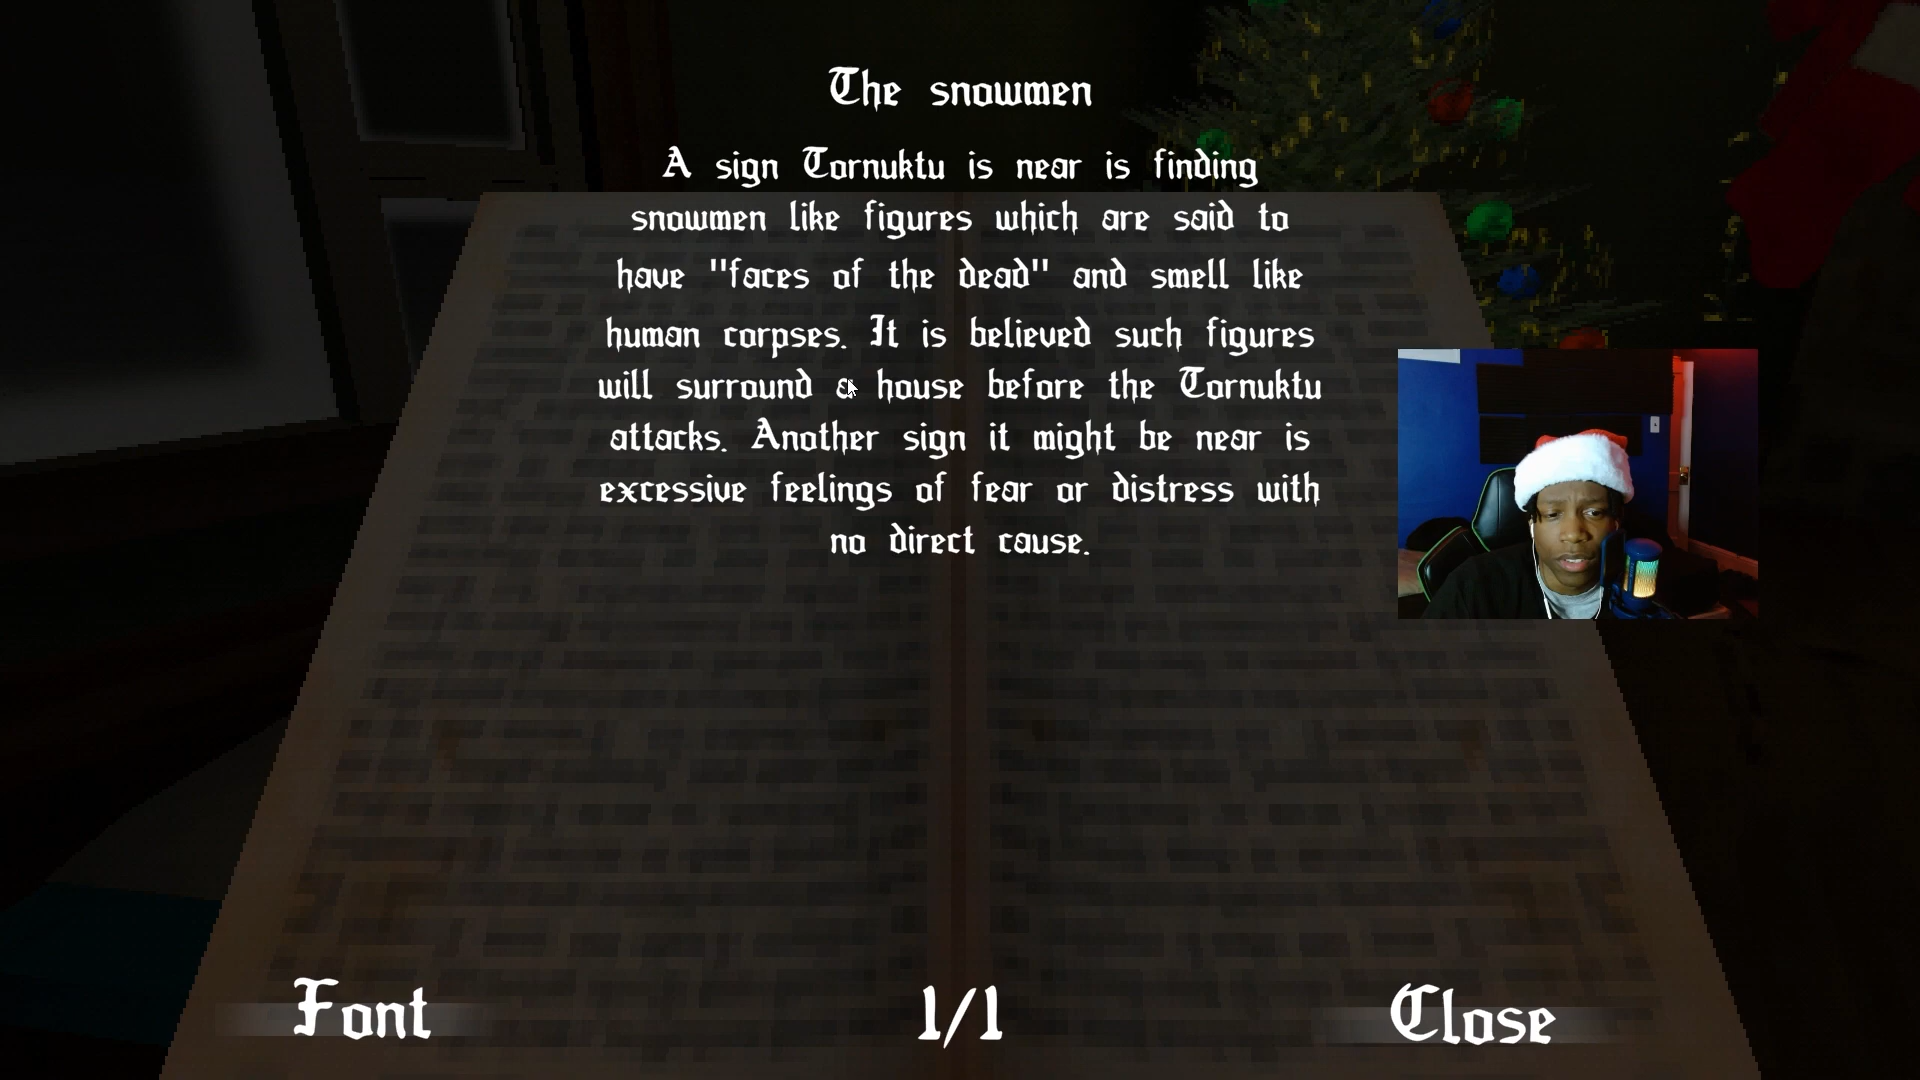 The snowmen
A sign Tornuktu is near is finding
snowmen like figures which are said to
have "faces of the dead" and smell like
human corpses. It is believed such figures
will surround a house before the Tornuktu
attacks. Another sign it might be near is
excessive feelings of fear or distress with
no direct cause.
Font
1/1
Close